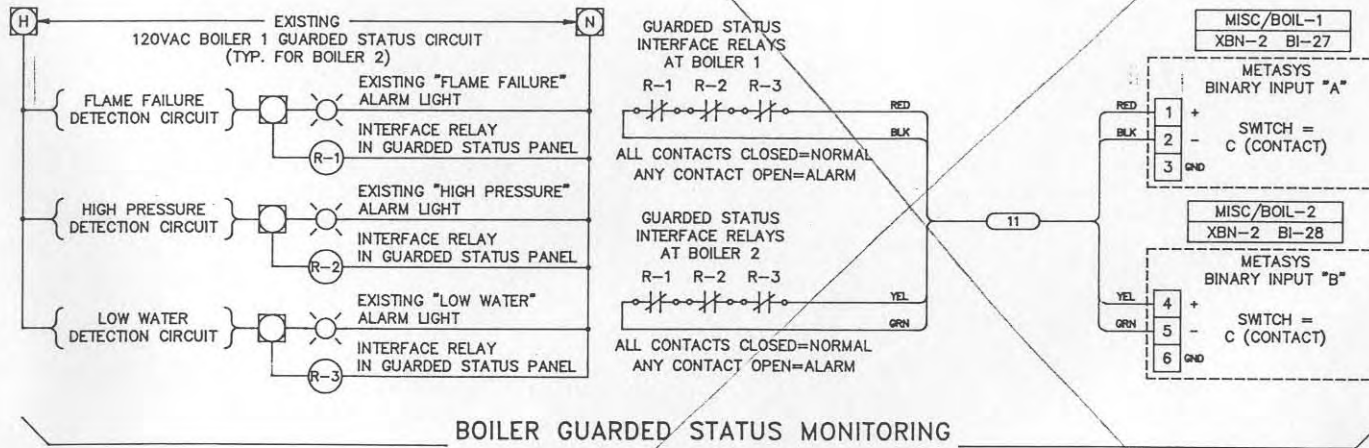 H
EXISTING
N
120VAC BOILER 1 GUARDED STATUS CIRCUIT
(TYP. FOR BOILER 2)
FLAME FAILURE
DETECTION CIRCUIT
EXISTING "FLAME FAILURE"
ALARM LIGHT
INTERFACE RELAY
IN GUARDED STATUS PANEL
R-1
HIGH PRESSURE
DETECTION CIRCUIT
EXISTING "HIGH PRESSURE"
ALARM LIGHT
INTERFACE RELAY
IN GUARDED STATUS PANEL
R-2
LOW WATER
DETECTION CIRCUIT
EXISTING "LOW WATER"
ALARM LIGHT
INTERFACE RELAY
IN GUARDED STATUS PANEL
R-3
GUARDED STATUS
INTERFACE RELAYS
AT BOILER 1
R-1 R-2 R-3
RED
BLK
ALL CONTACTS CLOSED=NORMAL
ANY CONTACT OPEN=ALARM
GUARDED STATUS
INTERFACE RELAYS
AT BOILER 2
R-1 R-2 R-3
YEL
GRN
ALL CONTACTS CLOSED=NORMAL
ANY CONTACT OPEN=ALARM
11
MISC/BOIL-1
XBN-2 BI-27
METASYS
BINARY INPUT "A"
RED 1 +
BLK 2 -
3 GND
SWITCH =
C (CONTACT)
MISC/BOIL-2
XBN-2 BI-28
METASYS
BINARY INPUT "B"
YEL 4 +
GRN 5 -
6 GND
SWITCH =
C (CONTACT)
BOILER GUARDED STATUS MONITORING